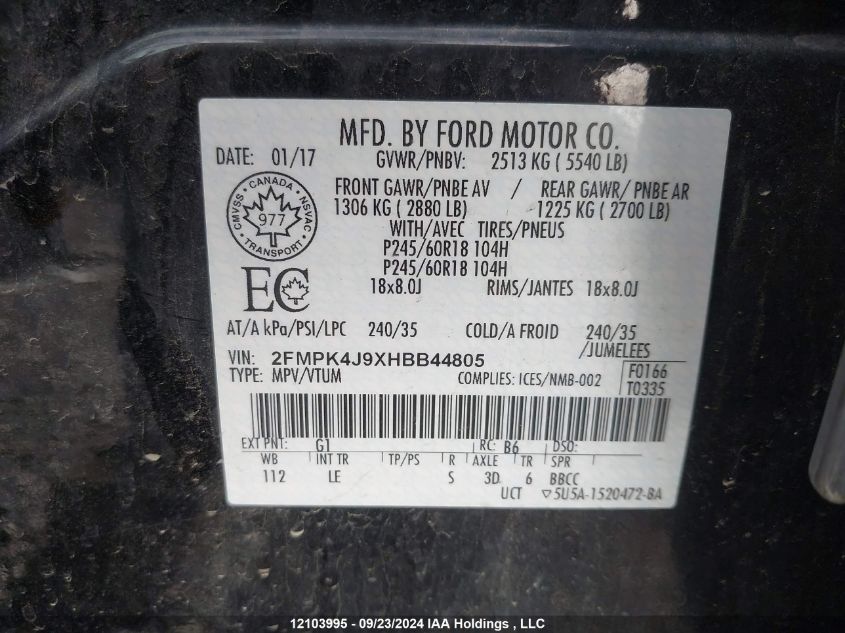 MFD. BY FORD MOTOR CO.
DATE: 01/17 GVWR/PNBV: 2513 KG ( 5540 LB)
FRONT GAWR/PNBE AV / REAR GAWR/ PNBE AR
1306 KG ( 2880 LB) 1225 KG ( 2700 LB)
WITH/AVEC TIRES/PNEUS
P245/60R18 104H
P245/60R18 104H
18x8.0J RIMS/JANTES 18x8.0J
CANADA
CMVSS 977 NSVAC
TRANSPORT
EC
AT/A kPa/PSI/LPC 240/35 COLD/A FROID 240/35
/JUMELEES
VIN: 2FMPK4J9XHBB44805
TYPE: MPV/VTUM COMPLIES: ICES/NMB-002
F0166
T0335
EXT PNT: G1 RC: B6 DSO:
WB INT TR TP/PS R AXLE TR SPR
112 LE S 3D 6 BBCC
UCT ▽5U5A-1520472-BA
12103995 - 09/23/2024 IAA Holdings , LLC